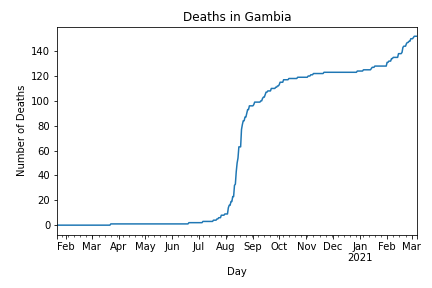 Deaths in Gambia
Number of Deaths
140
120
100
80
60
40
20
0
Feb Mar Apr May Jun Jul Aug Sep Oct Nov Dec Jan Feb Mar
2021
Day